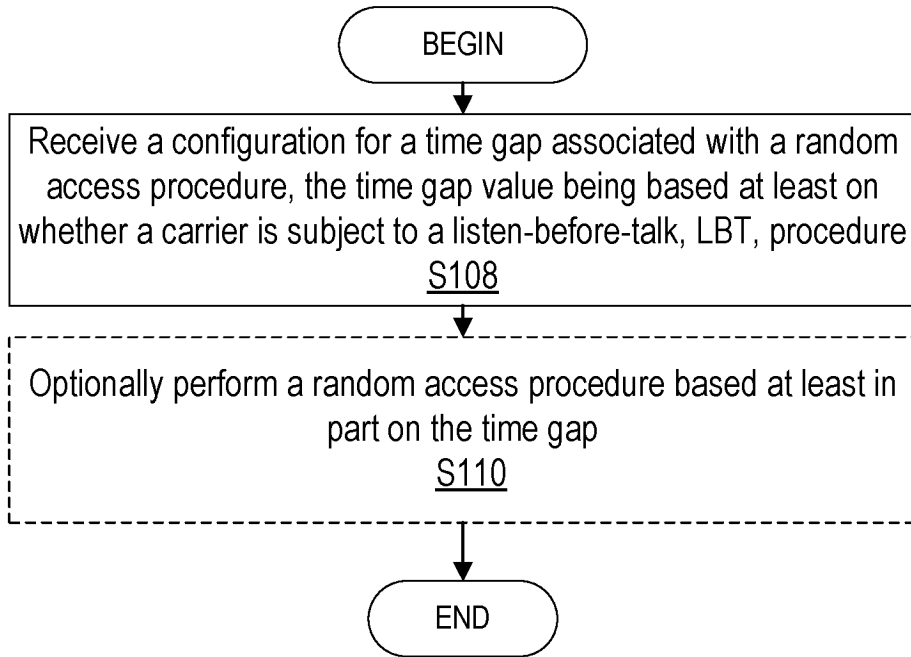 BEGIN
Receive a configuration for a time gap associated with a random
access procedure, the time gap value being based at least on
whether a carrier is subject to a listen-before-talk, LBT, procedure
S108
Optionally perform a random access procedure based at least in
part on the time gap
S110
END